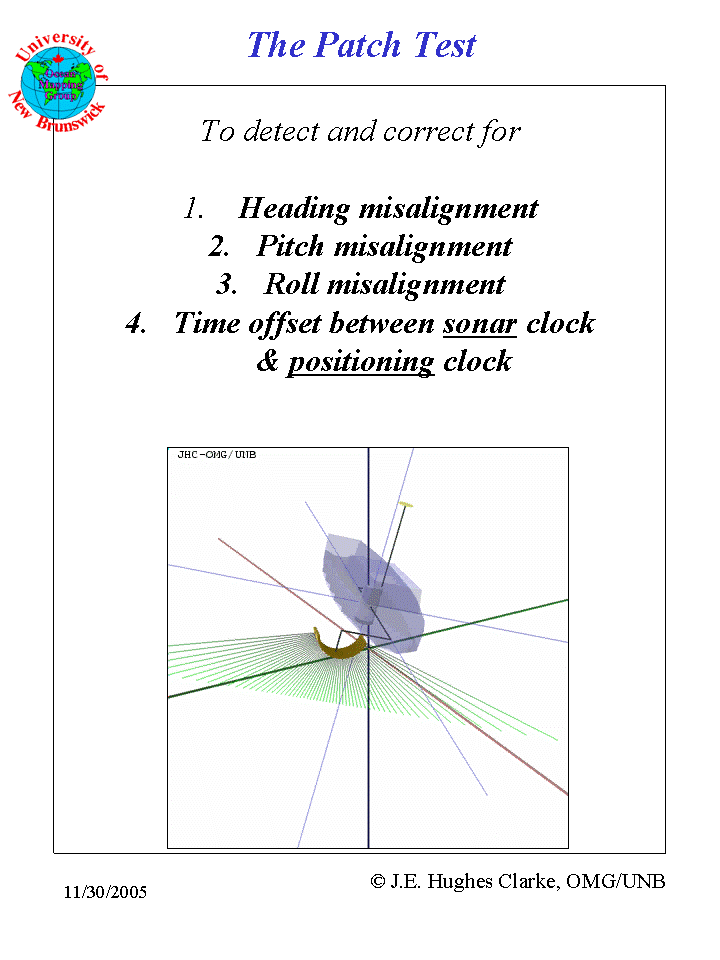 The Patch Test
University of
Ocean
Mapping
Group
New Brunswick
To detect and correct for
1. Heading misalignment
2. Pitch misalignment
3. Roll misalignment
4. Time offset between sonar clock
& positioning clock
JHC-OMG/UNB
11/30/2005
© J.E. Hughes Clarke, OMG/UNB